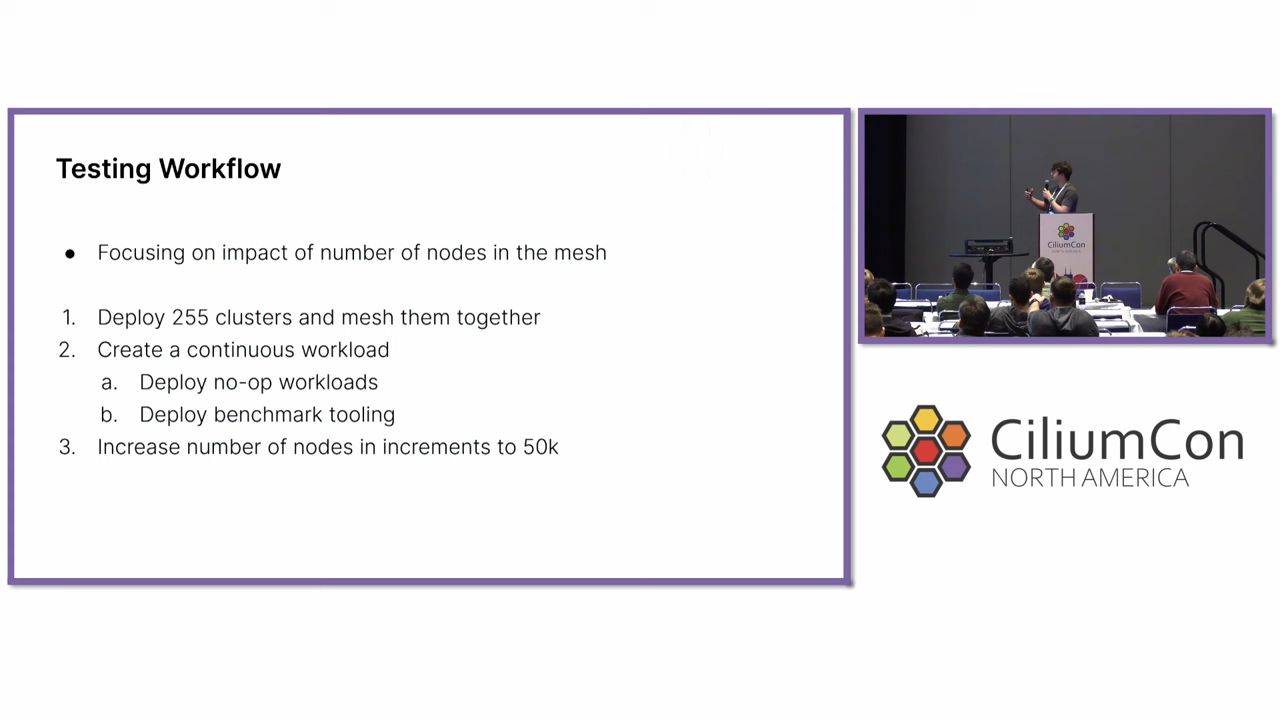 Testing Workflow
● Focusing on impact of number of nodes in the mesh
1. Deploy 255 clusters and mesh them together
2. Create a continuous workload
a. Deploy no-op workloads
b. Deploy benchmark tooling
3. Increase number of nodes in increments to 50k
CiliumCon
CiliumCon
NORTH AMERICA